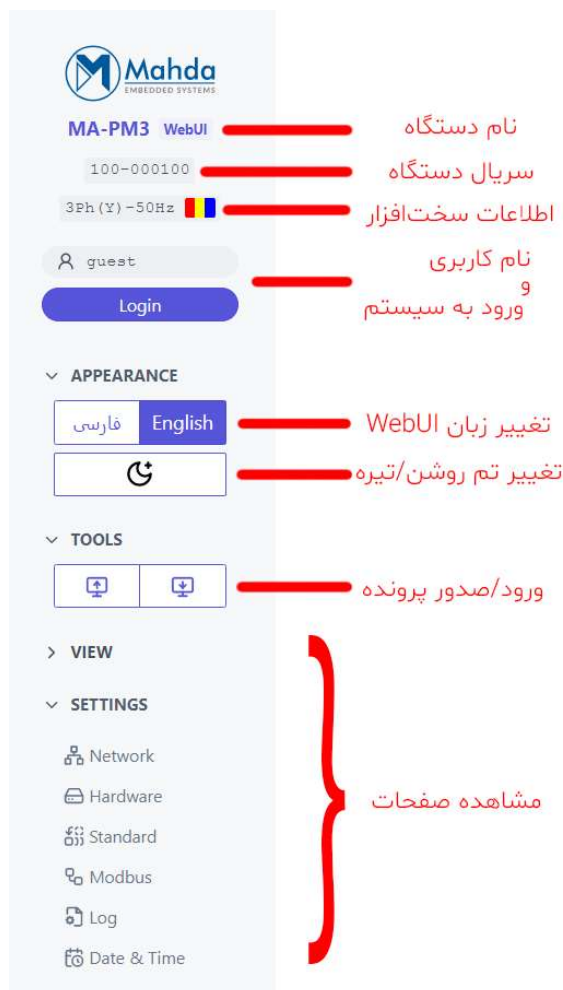 Mahda
EMBEDDED SYSTEMS
MA-PM3 WebUI
نام دستگاه
100-000100
سریال دستگاه
3Ph(Y)-50Hz
اطلاعات سخت‌افزار
guest
نام کاربری
و
ورود به سیستم
Login
APPEARANCE
فارسی English
تغییر زبان WebUI
تغییر تم روشن/تیره
TOOLS
ورود/صدور پرونده
VIEW
SETTINGS
Network
Hardware
مشاهده صفحات
Standard
Modbus
Log
Date & Time